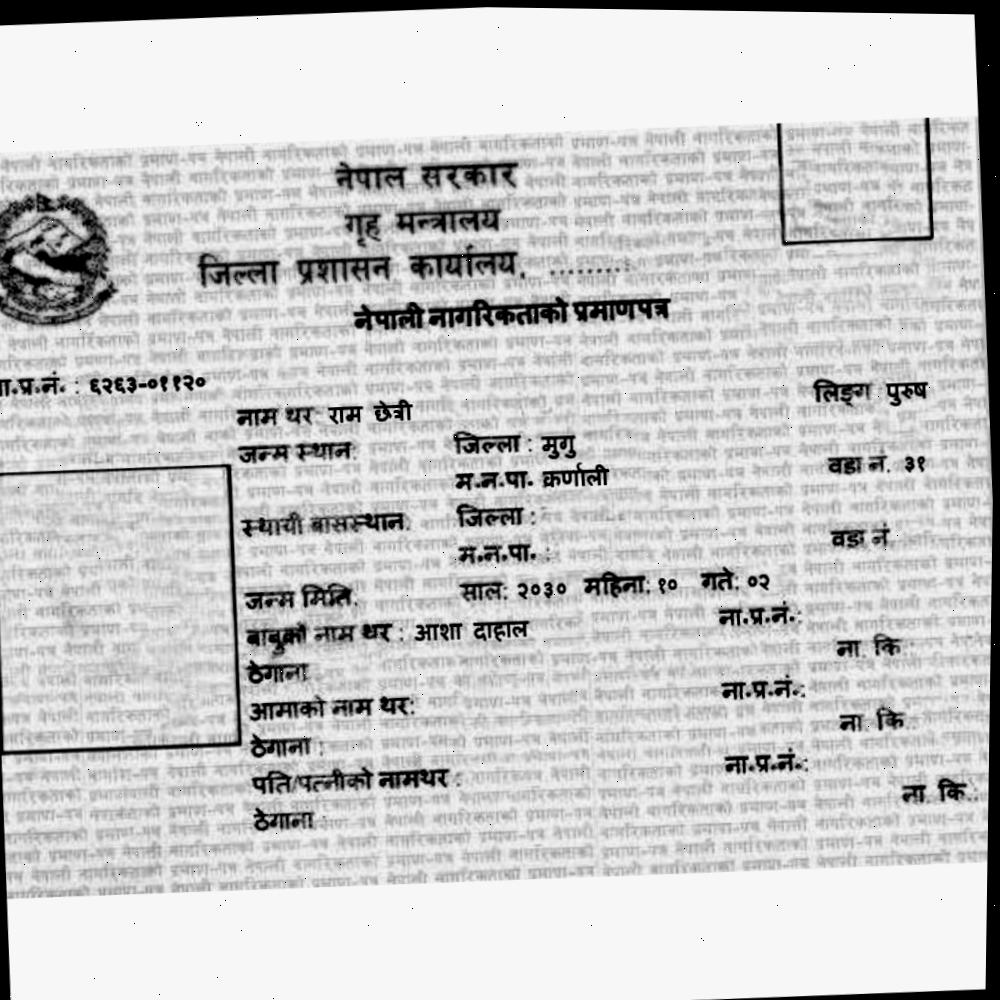 नेपाल सरकार
गृह मन्त्रालय
जिल्ला प्रशासन कार्यालय, .........
नेपाली नागरिकताको प्रमाणपत्र
ना.प्र.नं. : ६२६३-०११२०
लिङ्ग पुरुष
नाम थर: राम छेत्री
जन्म स्थान: जिल्ला : मुगु
म.न.पा. कर्णाली वडा नं. ३१
स्थायी बासस्थान: जिल्ला :
म.न.पा. : वडा नं.
जन्म मिति. साल: २०३० महिना: १० गते: ०२
बाबुको नाम थर : आशा दाहाल ना.प्र.नं.:
ठेगाना ना. कि.:
आमाको नाम थर: ना.प्र.नं.:
ठेगाना : ना. कि.
पति/पत्नीको नामथर : ना.प्र.नं.:
ठेगाना : ना. कि.: